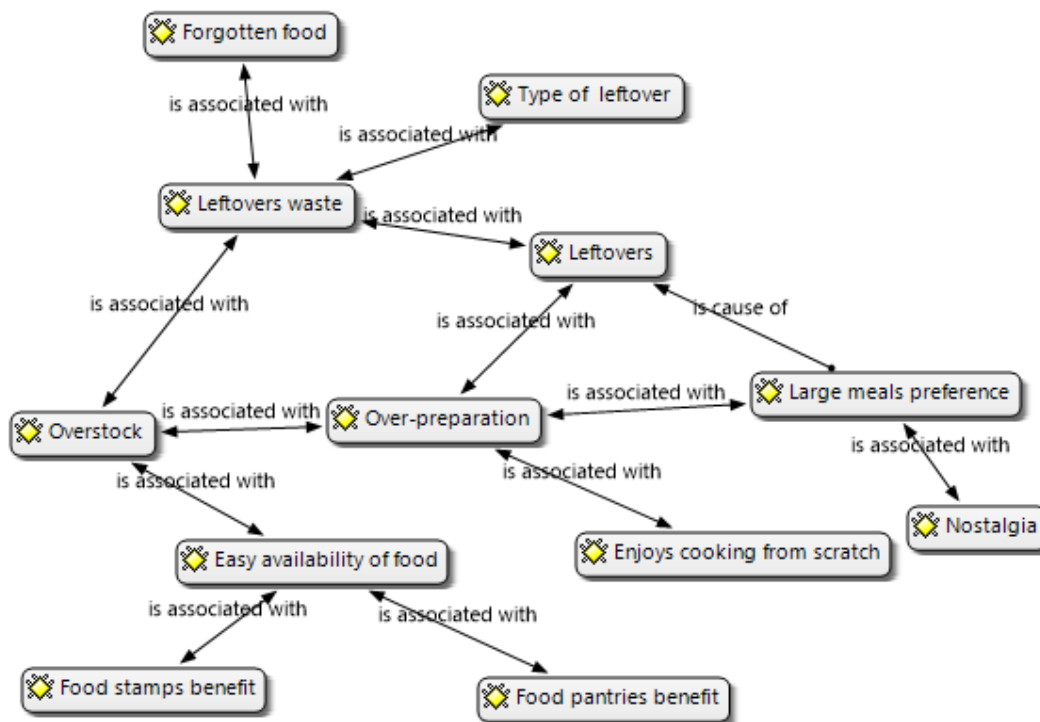 Forgotten food
is associated with
Type of leftover
is associated with
Leftovers waste
is associated with
Leftovers
is associated with
is cause of
is associated with
Large meals preference
is associated with
is associated with
Overstock
Over-preparation
is associated with
is associated with
is associated with
Nostalgia
Easy availability of food
Enjoys cooking from scratch
is associated with
is associated with
Food stamps benefit
Food pantries benefit